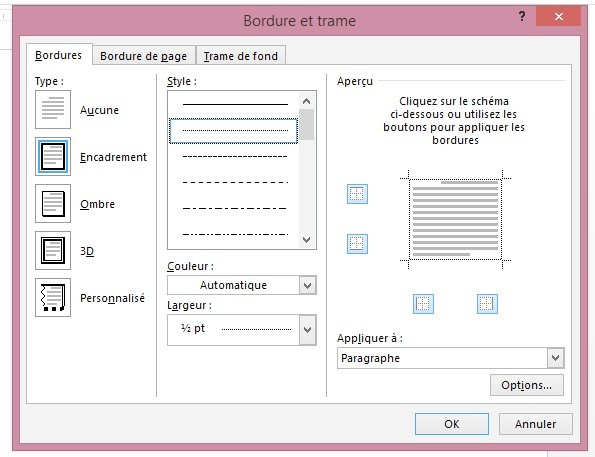 Bordure et trame
?
Bordures
Bordure de page
Trame de fond
Type :
Aucune
Encadrement
Ombre
3D
Personnalisé
Style :
Couleur :
Automatique
Largeur :
½ pt
Aperçu
Cliquez sur le schéma
ci-dessous ou utilisez les
boutons pour appliquer les
bordures
Appliquer à :
Paragraphe
Options...
OK
Annuler